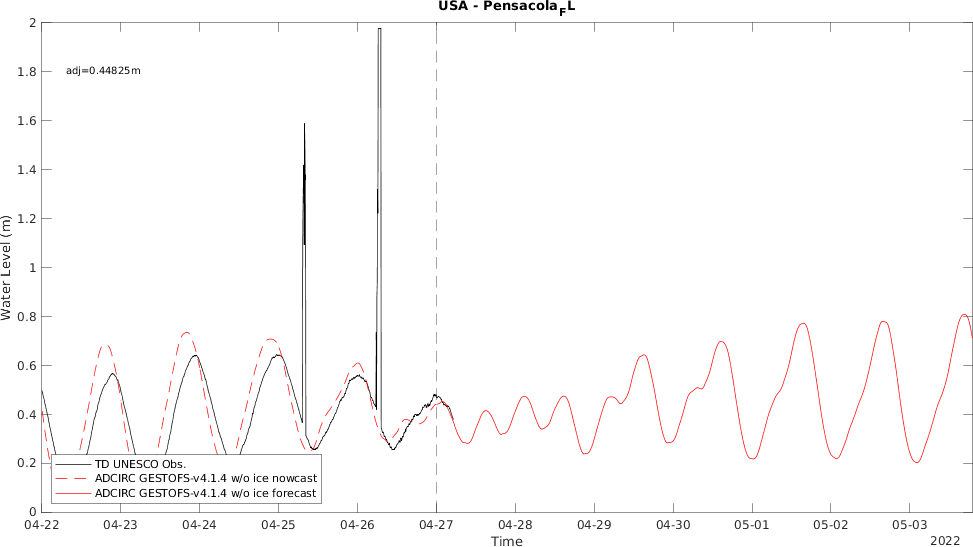 USA - Pensacola_FL
adj=0.44825m
2
1.8
1.6
1.4
1.2
1
0.8
0.6
0.4
0.2
0
Water Level (m)
TD UNESCO Obs.
ADCIRC GESTOFS-v4.1.4 w/o ice nowcast
ADCIRC GESTOFS-v4.1.4 w/o ice forecast
04-22 04-23 04-24 04-25 04-26 04-27 04-28 04-29 04-30 05-01 05-02 05-03
Time
2022